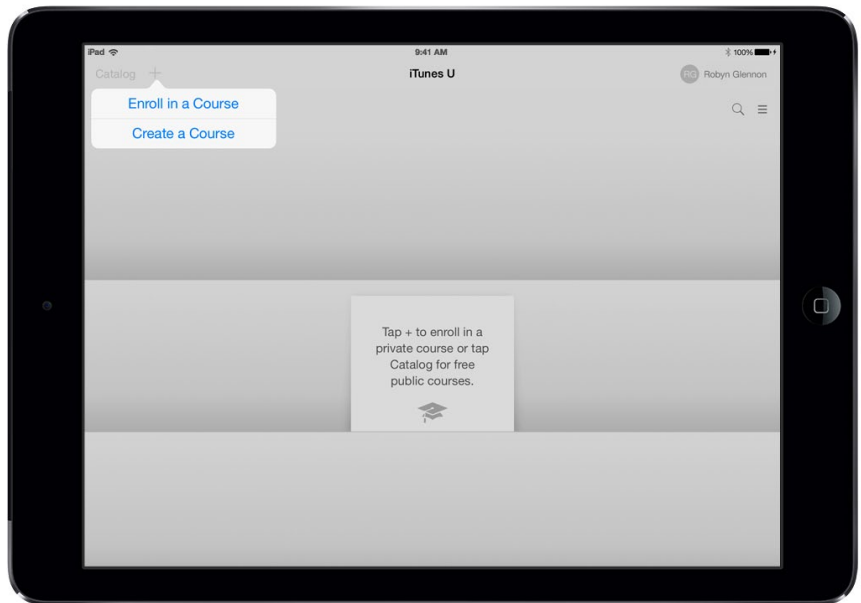 iPad
9:41 AM
100%
Catalog +
iTunes U
RG Robyn Glennon
Enroll in a Course
Create a Course
Tap + to enroll in a
private course or tap
Catalog for free
public courses.